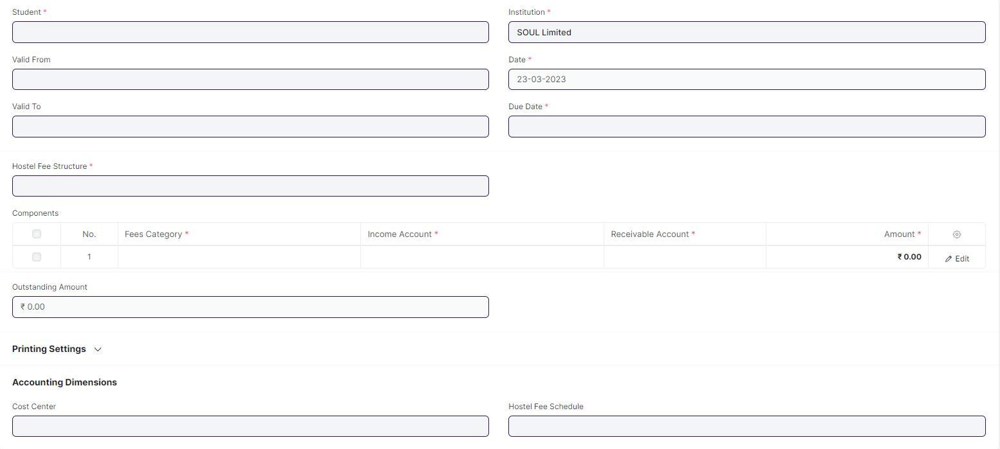 Student *
Institution *
SOUL Limited
Valid From
Date *
23-03-2023
Valid To
Due Date *
Hostel Fee Structure *
Components
No. Fees Category * Income Account * Receivable Account * Amount *
1 ₹ 0.00 Edit
Outstanding Amount
₹ 0.00
Printing Settings
Accounting Dimensions
Cost Center
Hostel Fee Schedule